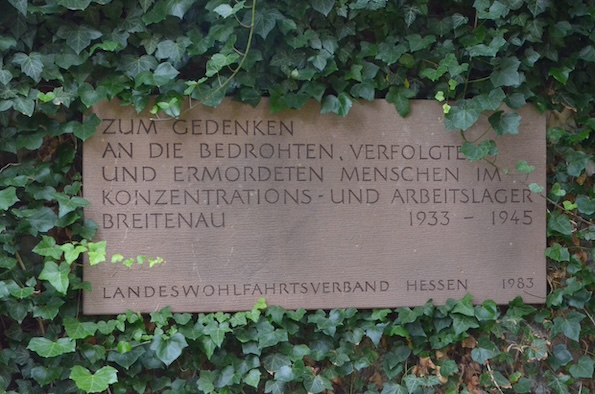 ZUM GEDENKEN
AN DIE BEDROHTEN, VERFOLGTE
UND ERMORDETEN MENSCHEN IM
KONZENTRATIONS- UND ARBEITSLAGER
BREITENAU 1933 – 1945
LANDESWOHLFAHRTSVERBAND HESSEN 1983